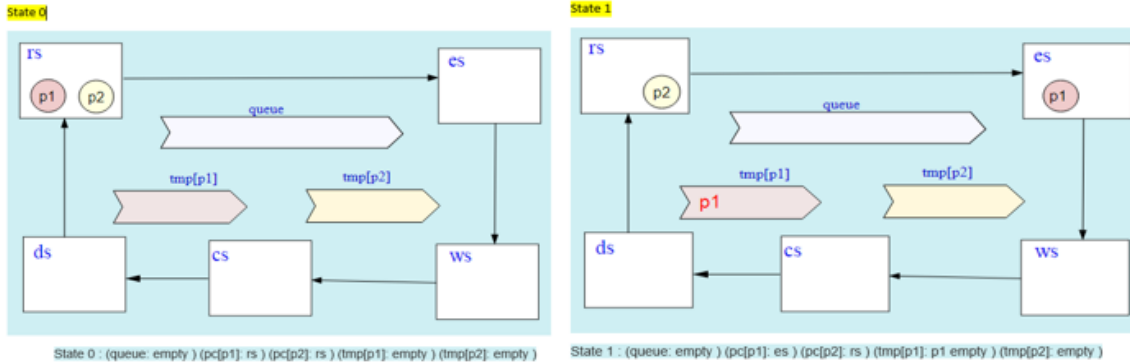 State 0
rs
p1
p2
es
queue
tmp[p1]
tmp[p2]
ds
cs
ws
State 0 : (queue: empty ) (pc[p1]: rs ) (pc[p2]: rs ) (tmp[p1]: empty ) (tmp[p2]: empty )
State 1
rs
p2
es
p1
queue
tmp[p1]
tmp[p2]
p1
ds
cs
ws
State 1 : (queue: empty ) (pc[p1]: es ) (pc[p2]: rs ) (tmp[p1]: p1 empty ) (tmp[p2]: empty )